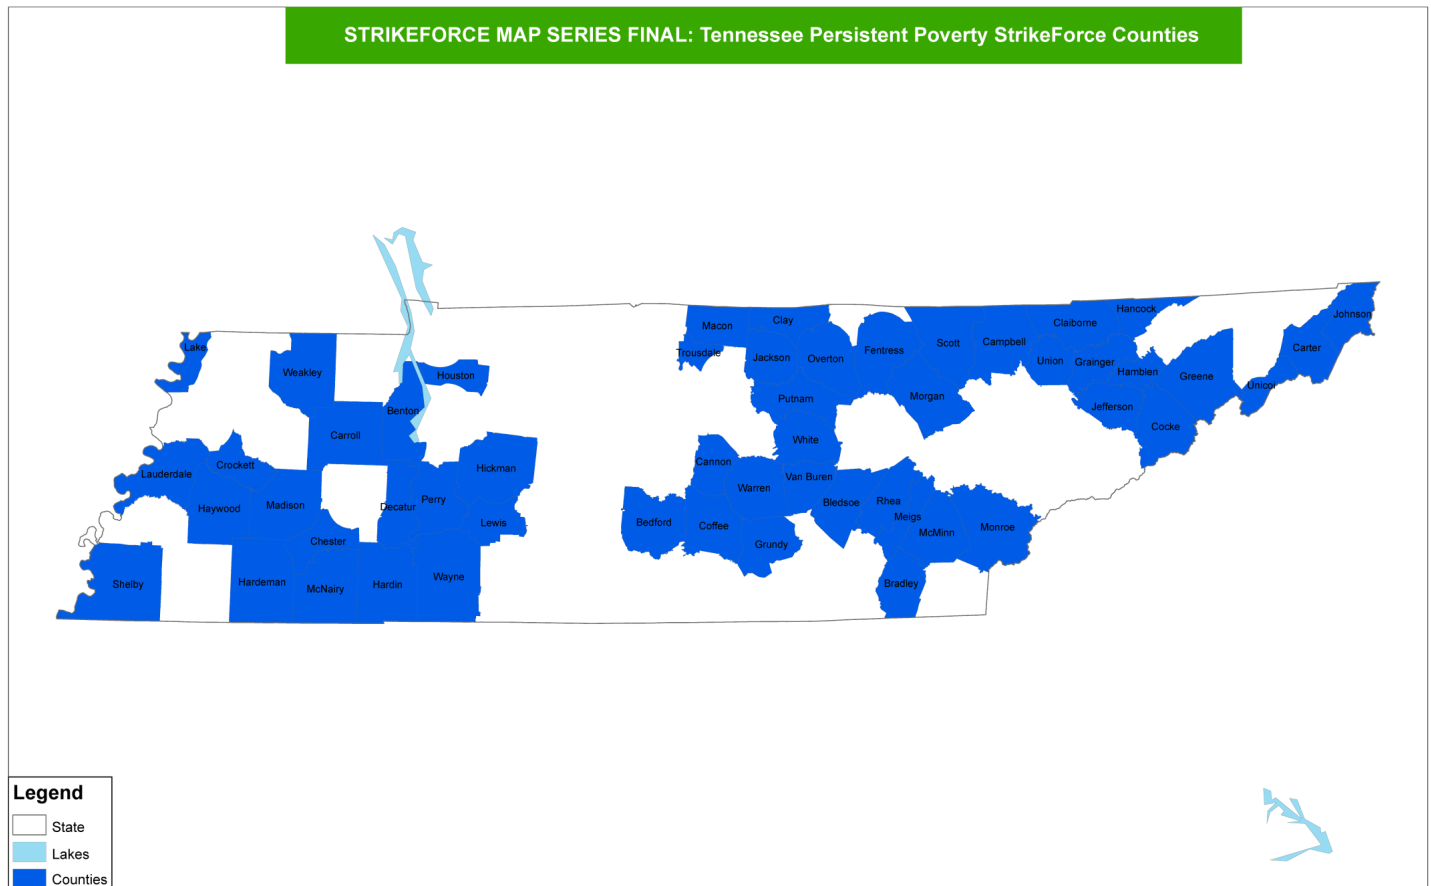 STRIKEFORCE MAP SERIES FINAL: Tennessee Persistent Poverty StrikeForce Counties
Hancock
Johnson
Macon
Clay
Claiborne
Scott
Campbell
Carter
Lake
Trousdale
Jackson
Overton
Fentress
Union
Grainger
Hamblen
Weakley
Houston
Greene
Unicoi
Benton
Putnam
Morgan
Jefferson
Carroll
White
Cocke
Crockett
Lauderdale
Hickman
Cannon
Van Buren
Warren
Haywood
Madison
Decatur
Perry
Bledsoe
Rhea
Lewis
Bedford
Coffee
Meigs
McMinn
Monroe
Chester
Grundy
Shelby
Hardeman
McNairy
Hardin
Wayne
Bradley
Legend
State
Lakes
Counties